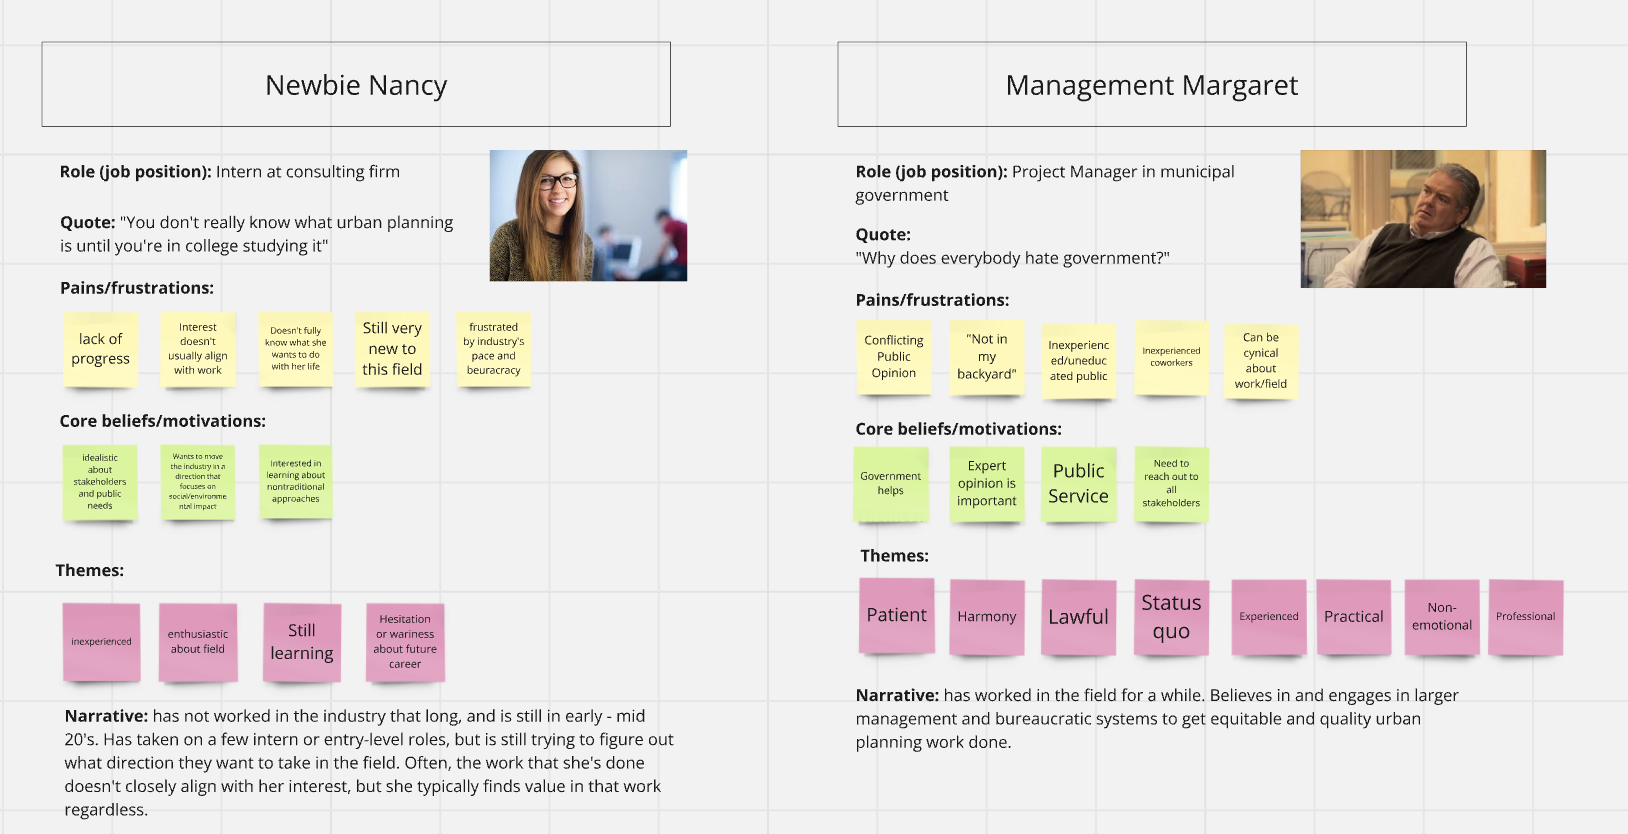 Newbie Nancy
Role (job position): Intern at consulting firm
Quote: "You don't really know what urban planning
is until you're in college studying it"
Pains/frustrations:
lack of
progress
Interest
doesn't
usually align
with work
Doesn't fully
know what she
wants to do
with her life
Still very
new to
this field
frustrated
by industry's
pace and
beuracracy
Core beliefs/motivations:
idealistic
about
stakeholders
and public
needs
Wants to move
the industry in a
direction that
focuses on
social/environme
ntal impact
Interested in
learning about
nontraditional
approaches
Themes:
inexperienced
enthusiastic
about field
Still
learning
Hesitation
or wariness
about future
career
Narrative: has not worked in the industry that long, and is still in early - mid
20's. Has taken on a few intern or entry-level roles, but is still trying to figure out
what direction they want to take in the field. Often, the work that she's done
doesn't closely align with her interest, but she typically finds value in that work
regardless.
Management Margaret
Role (job position): Project Manager in municipal
government
Quote:
"Why does everybody hate government?"
Pains/frustrations:
Conflicting
Public
Opinion
"Not in
my
backyard"
Inexperienc
ed/uneduc
ated public
Inexperienced
coworkers
Can be
cynical
about
work/field
Core beliefs/motivations:
Government
helps
Expert
opinion is
important
Public
Service
Need to
reach out to
all
stakeholders
Themes:
Patient
Harmony
Lawful
Status
quo
Experienced
Practical
Non-
emotional
Professional
Narrative: has worked in the field for a while. Believes in and engages in larger
management and bureaucratic systems to get equitable and quality urban
planning work done.